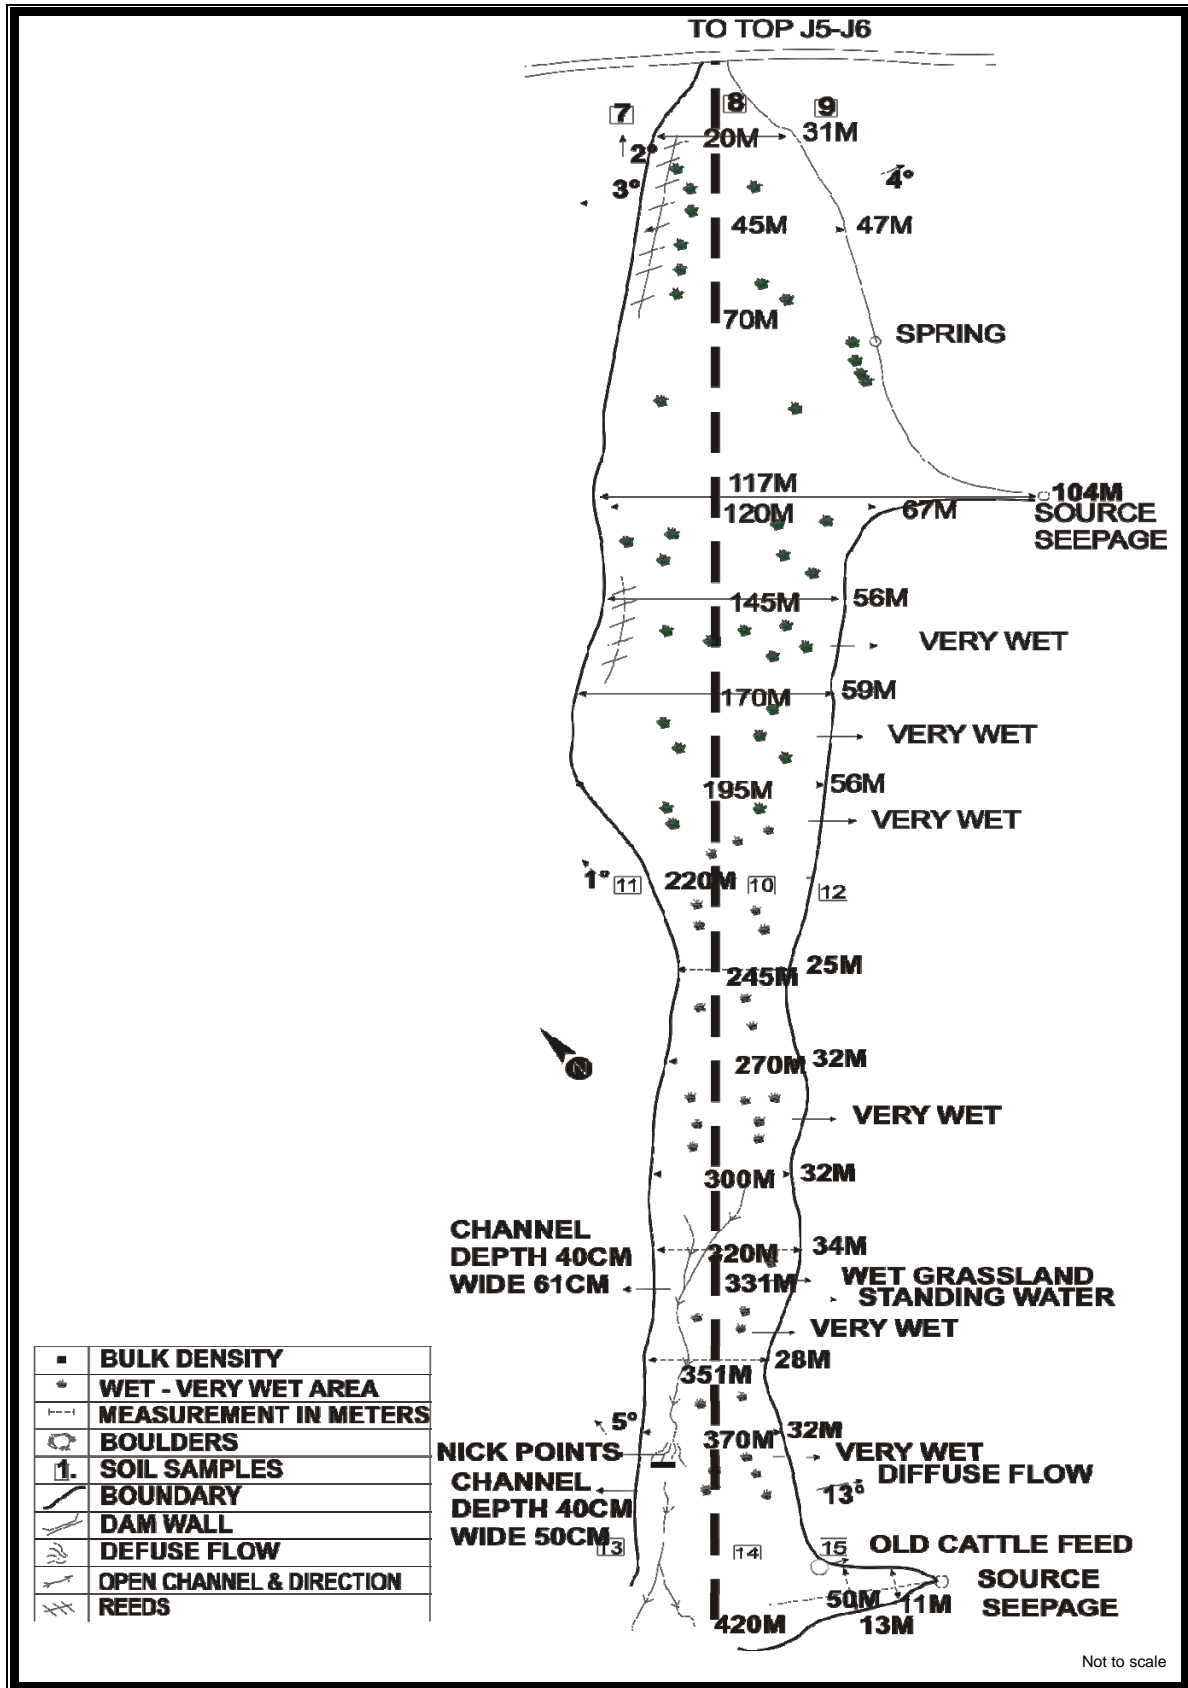 TO TOP J5-J6
7
8
9
20M
31M
2°
3°
4°
45M
47M
70M
SPRING
117M
104M
120M
67M
SOURCE
SEEPAGE
145M
56M
VERY WET
170M
59M
VERY WET
195M
56M
VERY WET
1°
11
220M
10
12
245M
25M
N
270M
32M
VERY WET
300M
32M
CHANNEL
DEPTH 40CM
WIDE 61CM
320M
34M
331M
WET GRASSLAND
STANDING WATER
VERY WET
351M
28M
5°
370M
32M
NICK POINTS
VERY WET
DIFFUSE FLOW
13°
CHANNEL
DEPTH 40CM
WIDE 50CM
13
14
15
OLD CATTLE FEED
SOURCE
SEEPAGE
50M
11M
13M
420M
BULK DENSITY
WET - VERY WET AREA
MEASUREMENT IN METERS
BOULDERS
1. SOIL SAMPLES
BOUNDARY
DAM WALL
DEFUSE FLOW
OPEN CHANNEL & DIRECTION
REEDS
Not to scale